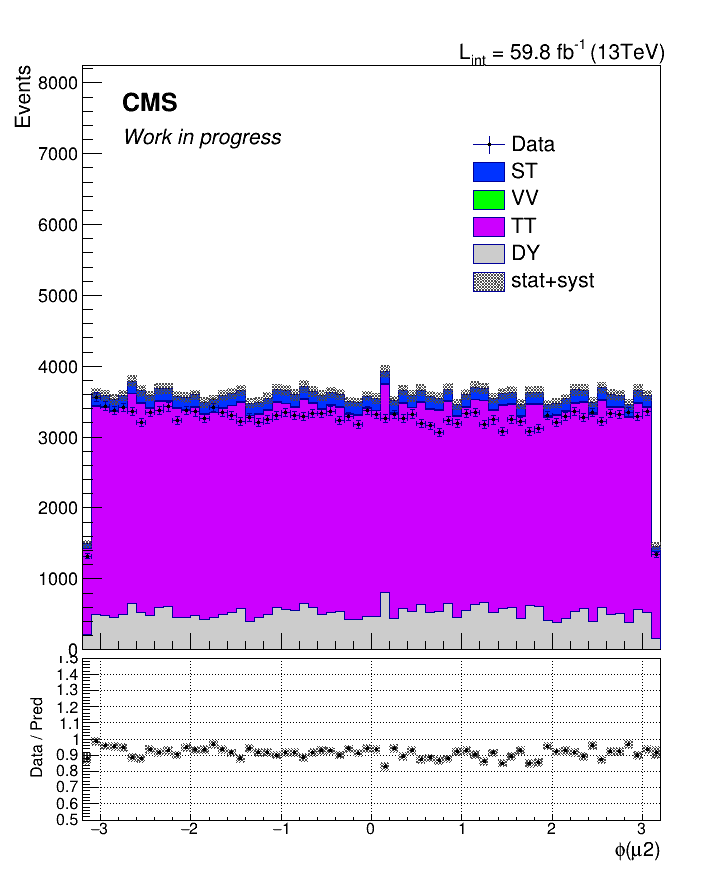 L_int = 59.8 fb^-1 (13TeV)
Events
8000
7000
6000
5000
4000
3000
2000
1000
0
CMS
Work in progress
Data
ST
VV
TT
DY
stat+syst
Data / Pred
1.5
1.4
1.3
1.2
1.1
1
0.9
0.8
0.7
0.6
0.5
−3 −2 −1 0 1 2 3
ϕ(μ2)